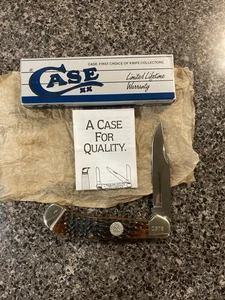 CASE, FIRST CHOICE OF KNIFE COLLECTORS
CASE
XX
Limited Lifetime
Warranty
A CASE
FOR
QUALITY.